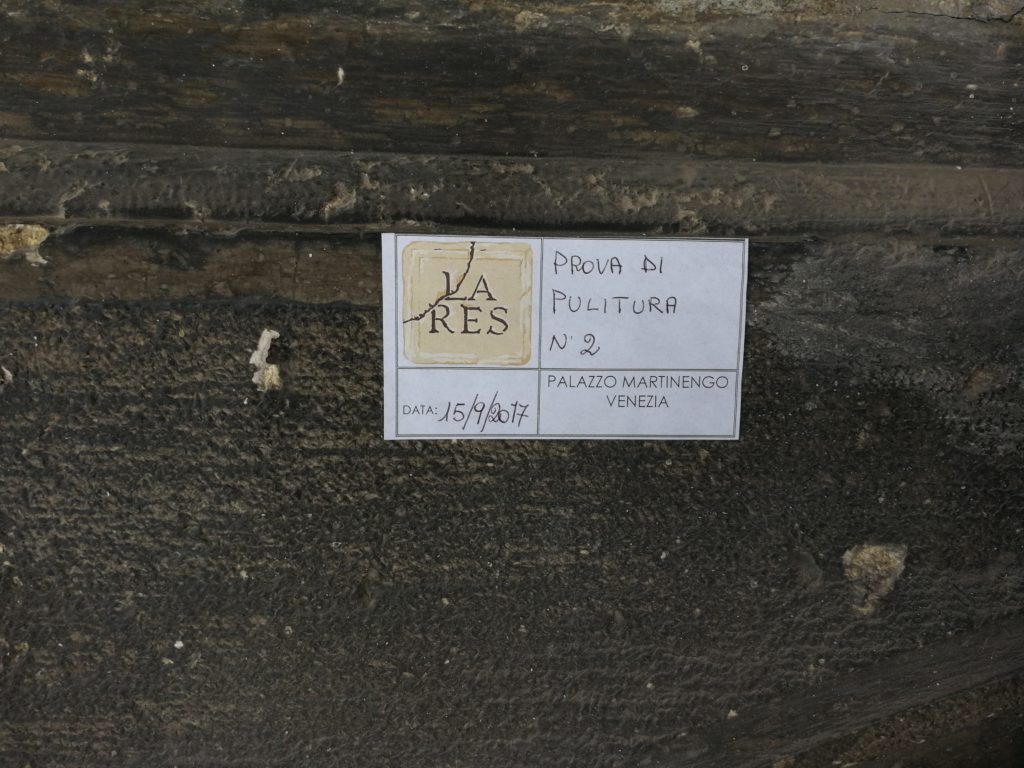 LA
RES
PROVA DI
PULITURA
N° 2
DATA: 15/9/2017
PALAZZO MARTINENGO
VENEZIA